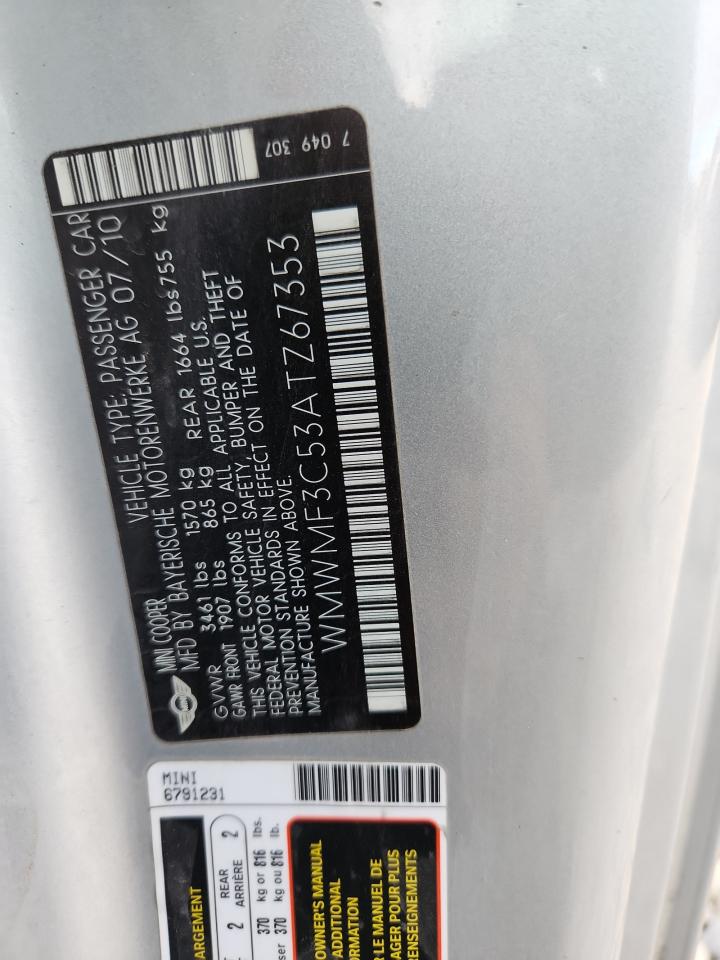 7 049 307
MINI COOPER VEHICLE TYPE: PASSENGER CAR
MFD BY BAYERISCHE MOTORENWERKE AG 07/10
GVWR 3461 lbs 1570 kg REAR 1664 lbs 755 kg
GAWR FRONT 1907 lbs 865 kg
THIS VEHICLE CONFORMS TO ALL APPLICABLE U.S.
FEDERAL MOTOR VEHICLE SAFETY, BUMPER AND THEFT
PREVENTION STANDARDS IN EFFECT ON THE DATE OF
MANUFACTURE SHOWN ABOVE.
WMWMF3C53ATZ67353
MINI
6791231
ARGEMENT
2 REAR 2
ARRIÈRE
370 kg or 816 lbs.
370 kg ou 816 lb.
OWNER'S MANUAL
ADDITIONAL
LE MANUEL DE
POUR PLUS
RENSEIGNEMENTS